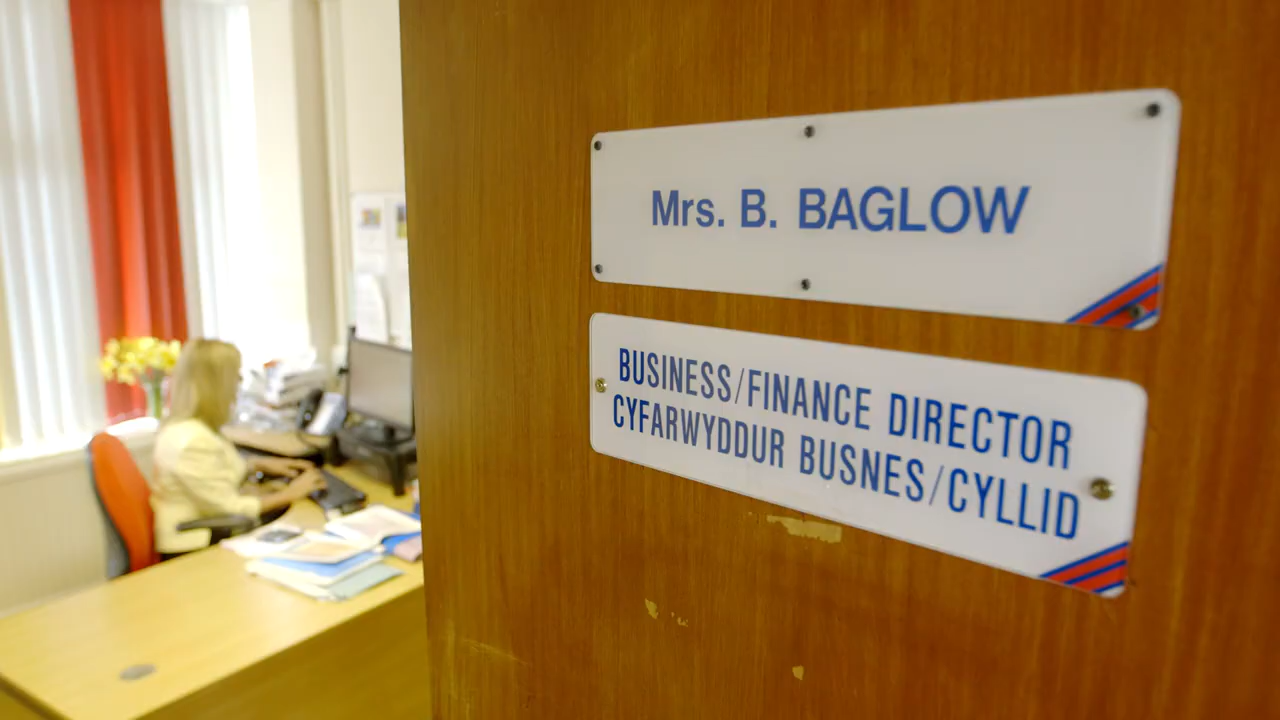 Mrs. B. BAGLOW
BUSINESS/FINANCE DIRECTOR
CYFARWYDDUR BUSNES/CYLLID